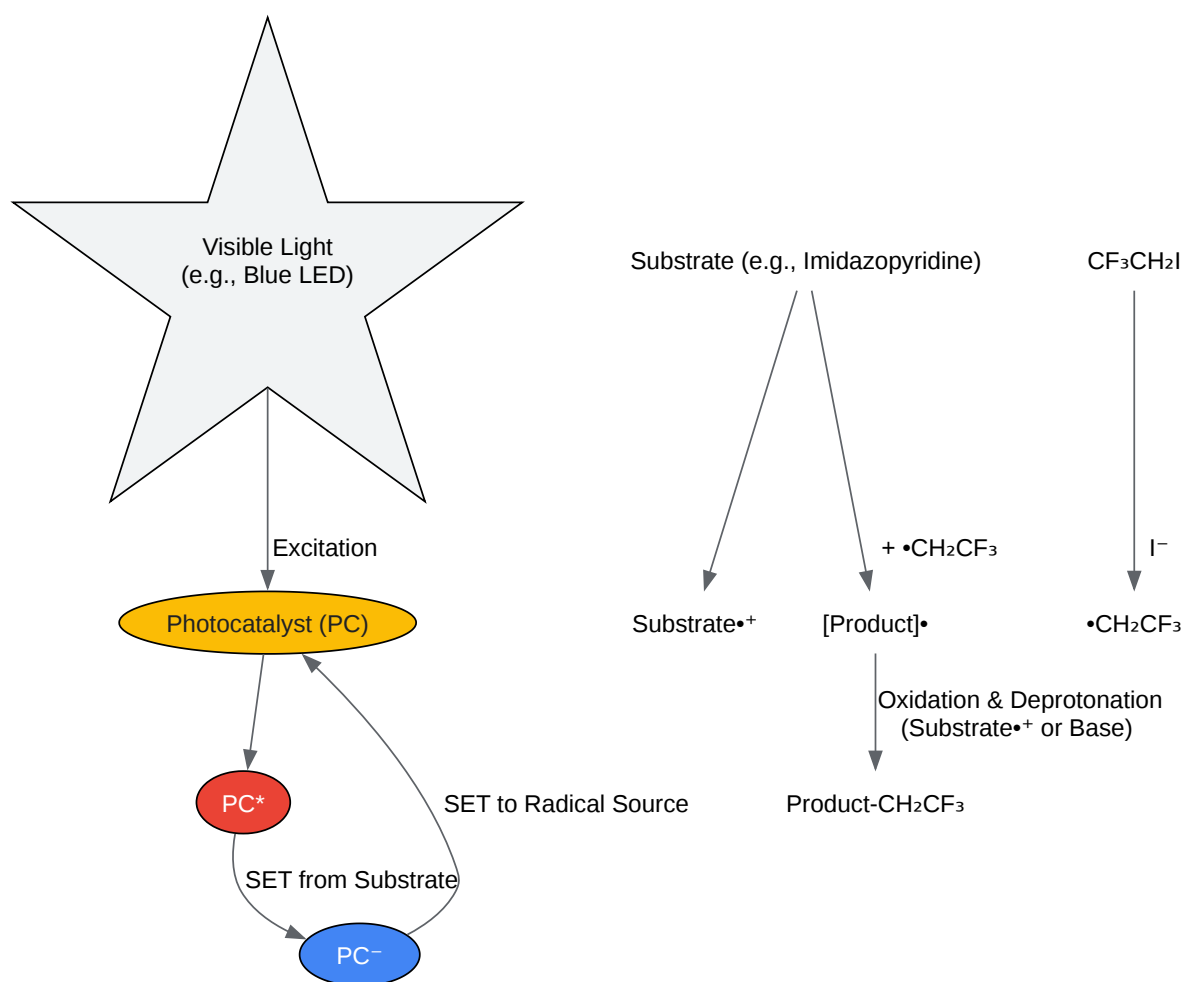 Visible Light
(e.g., Blue LED)
Substrate (e.g., Imidazopyridine)
CF₃CH₂I
Excitation
+ •CH₂CF₃
I⁻
Photocatalyst (PC)
Substrate•⁺
[Product]•
•CH₂CF₃
Oxidation & Deprotonation
(Substrate•⁺ or Base)
PC*
SET to Radical Source
Product-CH₂CF₃
SET from Substrate
PC⁻